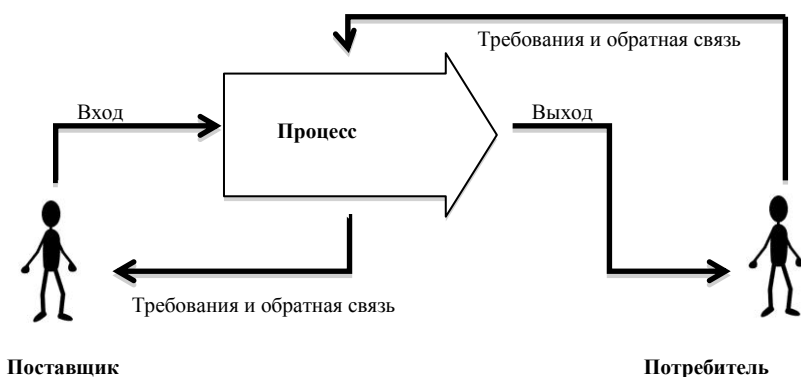 Требования и обратная связь
Вход
Процесс
Выход
Требования и обратная связь
Поставщик
Потребитель